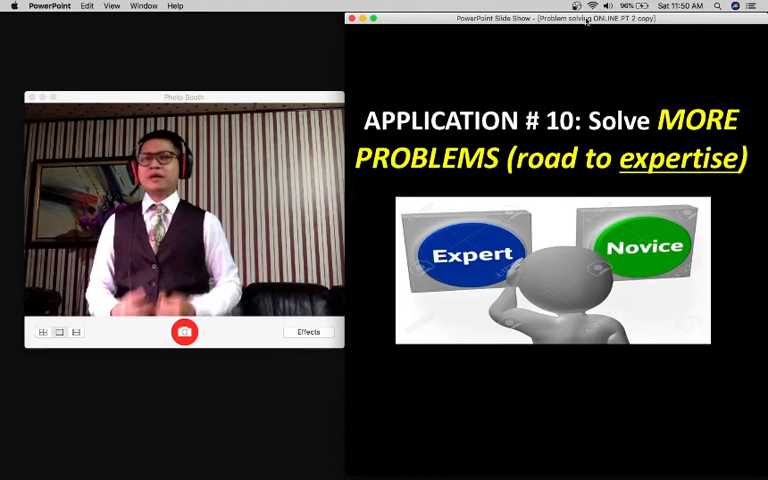 PowerPoint Edit View Window Help
96% Sat 11:50 AM
PowerPoint Slide Show - [Problem solving ONLINE PT 2 copy]
Photo Booth
APPLICATION # 10: Solve MORE
PROBLEMS (road to expertise)
Expert
Novice
Effects